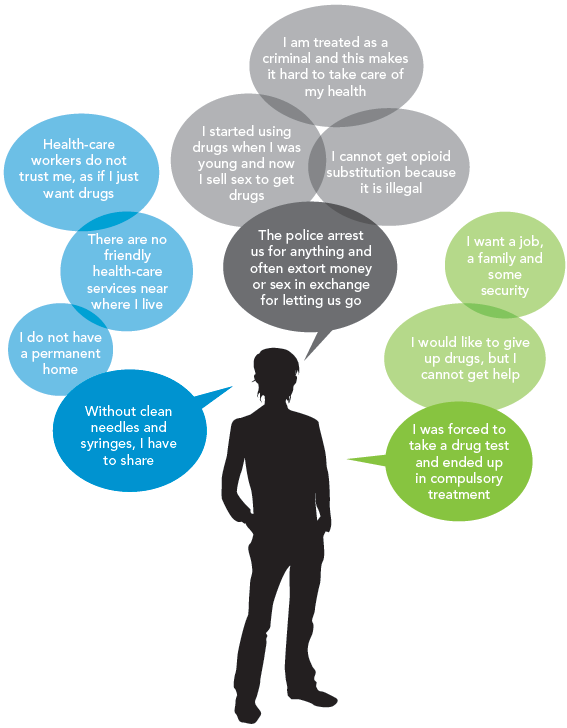 I am treated as a
criminal and this makes
it hard to take care of
my health
I started using
drugs when I was
young and now
I sell sex to get
drugs
I cannot get opioid
substitution because
it is illegal
The police arrest
us for anything and
often extort money
or sex in exchange
for letting us go
Health-care
workers do not
trust me, as if I just
want drugs
There are no
friendly
health-care
services near
where I live
I do not have
a permanent
home
Without clean
needles and
syringes, I have
to share
I want a job,
a family and
some
security
I would like to give
up drugs, but I
cannot get help
I was forced to
take a drug test
and ended up
in compulsory
treatment